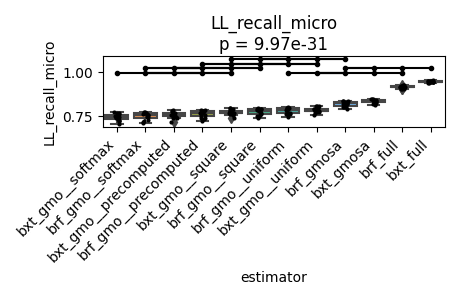 LL_recall_micro
p = 9.97e-31
LL_recall_micro
1.00
0.75
bxt_gmo__softmax
brf_gmo__softmax
bxt_gmo__precomputed
brf_gmo__precomputed
bxt_gmo__square
brf_gmo__square
brf_gmo__uniform
bxt_gmo__uniform
brf_gmosa
bxt_gmosa
brf_full
bxt_full
estimator